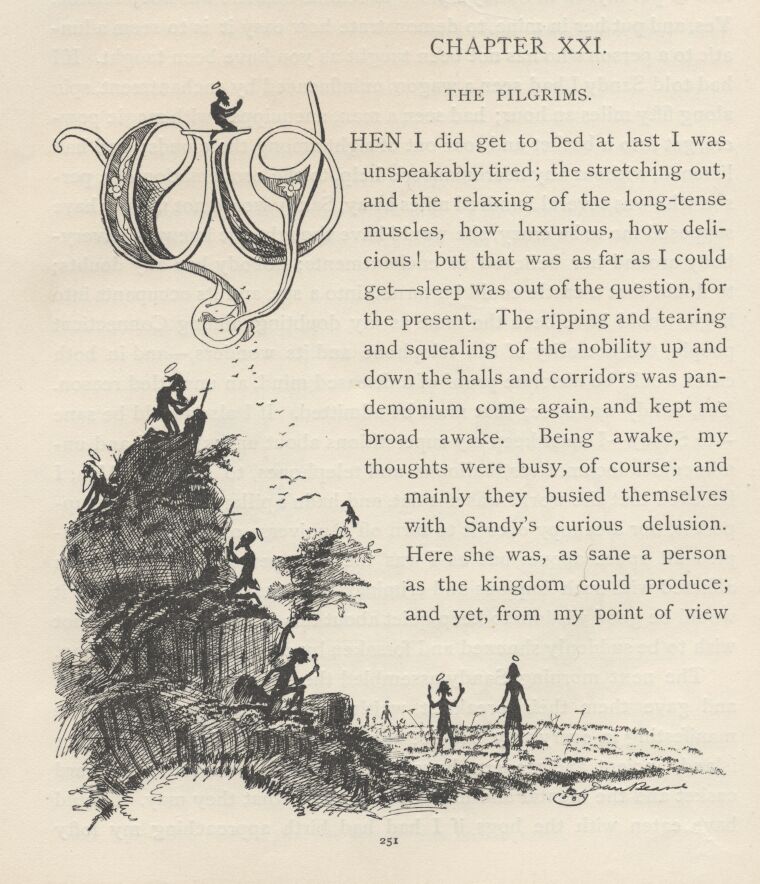 CHAPTER XXI.
THE PILGRIMS.
WHEN I did get to bed at last I was
unspeakably tired; the stretching out,
and the relaxing of the long-tense
muscles, how luxurious, how deli-
cious! but that was as far as I could
get—sleep was out of the question, for
the present. The ripping and tearing
and squealing of the nobility up and
down the halls and corridors was pan-
demonium come again, and kept me
broad awake. Being awake, my
thoughts were busy, of course; and
mainly they busied themselves
with Sandy's curious delusion.
Here she was, as sane a person
as the kingdom could produce;
and yet, from my point of view
Dan Beard
251